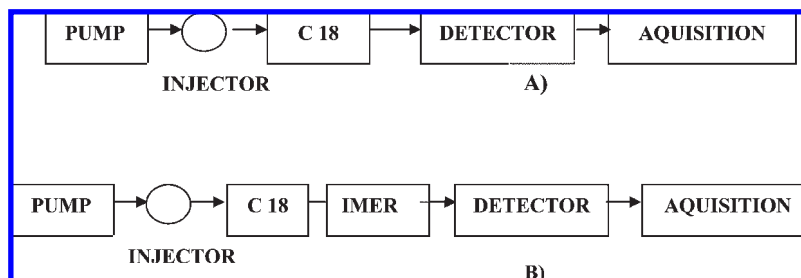 PUMP C 18 DETECTOR AQUISITION
INJECTOR A)
PUMP C 18 IMER DETECTOR AQUISITION
INJECTOR
B)